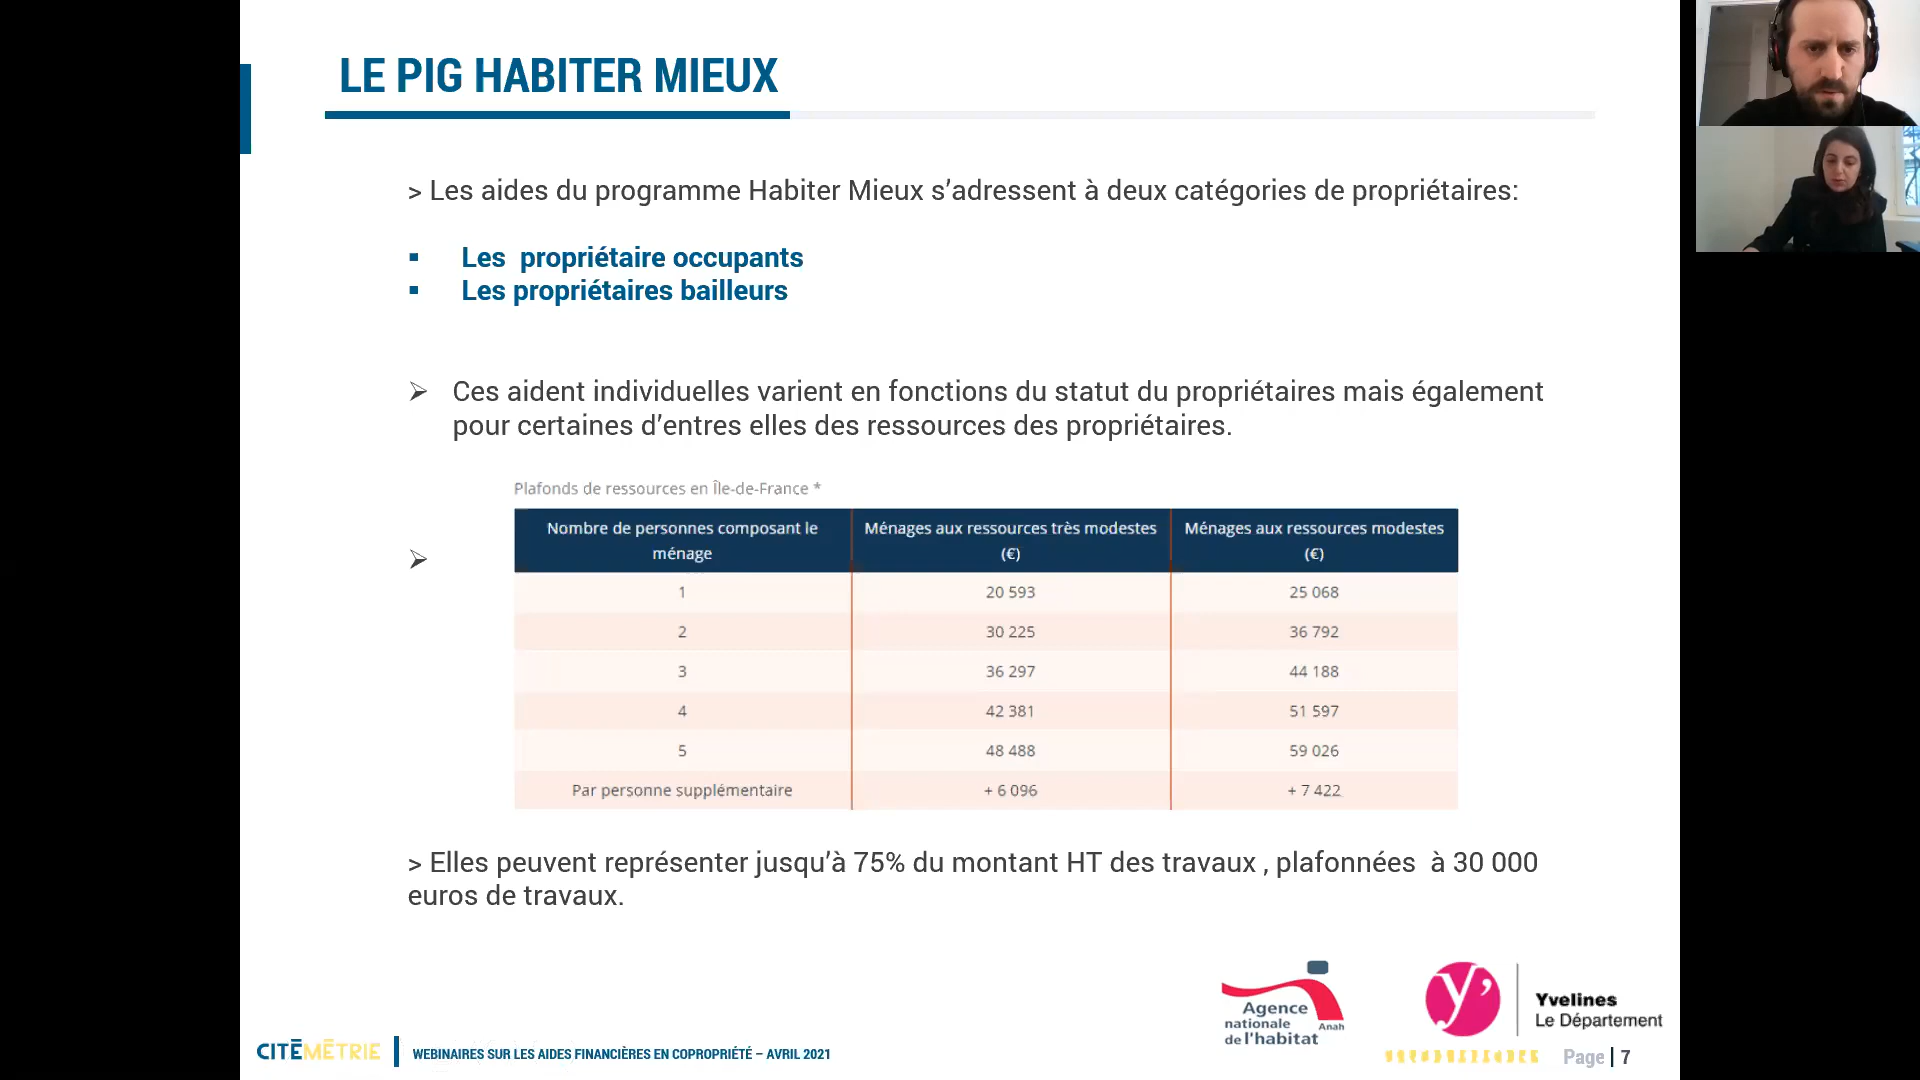 LE PIG HABITER MIEUX
> Les aides du programme Habiter Mieux s’adressent à deux catégories de propriétaires:
▪ Les propriétaire occupants
▪ Les propriétaires bailleurs
➢ Ces aident individuelles varient en fonctions du statut du propriétaires mais également
pour certaines d’entres elles des ressources des propriétaires.
Plafonds de ressources en Île-de-France *
Nombre de personnes composant le ménage Ménages aux ressources très modestes (€) Ménages aux ressources modestes (€)
1 20 593 25 068
2 30 225 36 792
3 36 297 44 188
4 42 381 51 597
5 48 488 59 026
Par personne supplémentaire + 6 096 + 7 422
> Elles peuvent représenter jusqu’à 75% du montant HT des travaux , plafonnées à 30 000
euros de travaux.
Agence
nationale
de l'habitat
Anah
Y'
Yvelines
Le Département
CITĒMÉTRIE
WEBINAIRES SUR LES AIDES FINANCIÈRES EN COPROPRIÉTÉ – AVRIL 2021
Page | 7